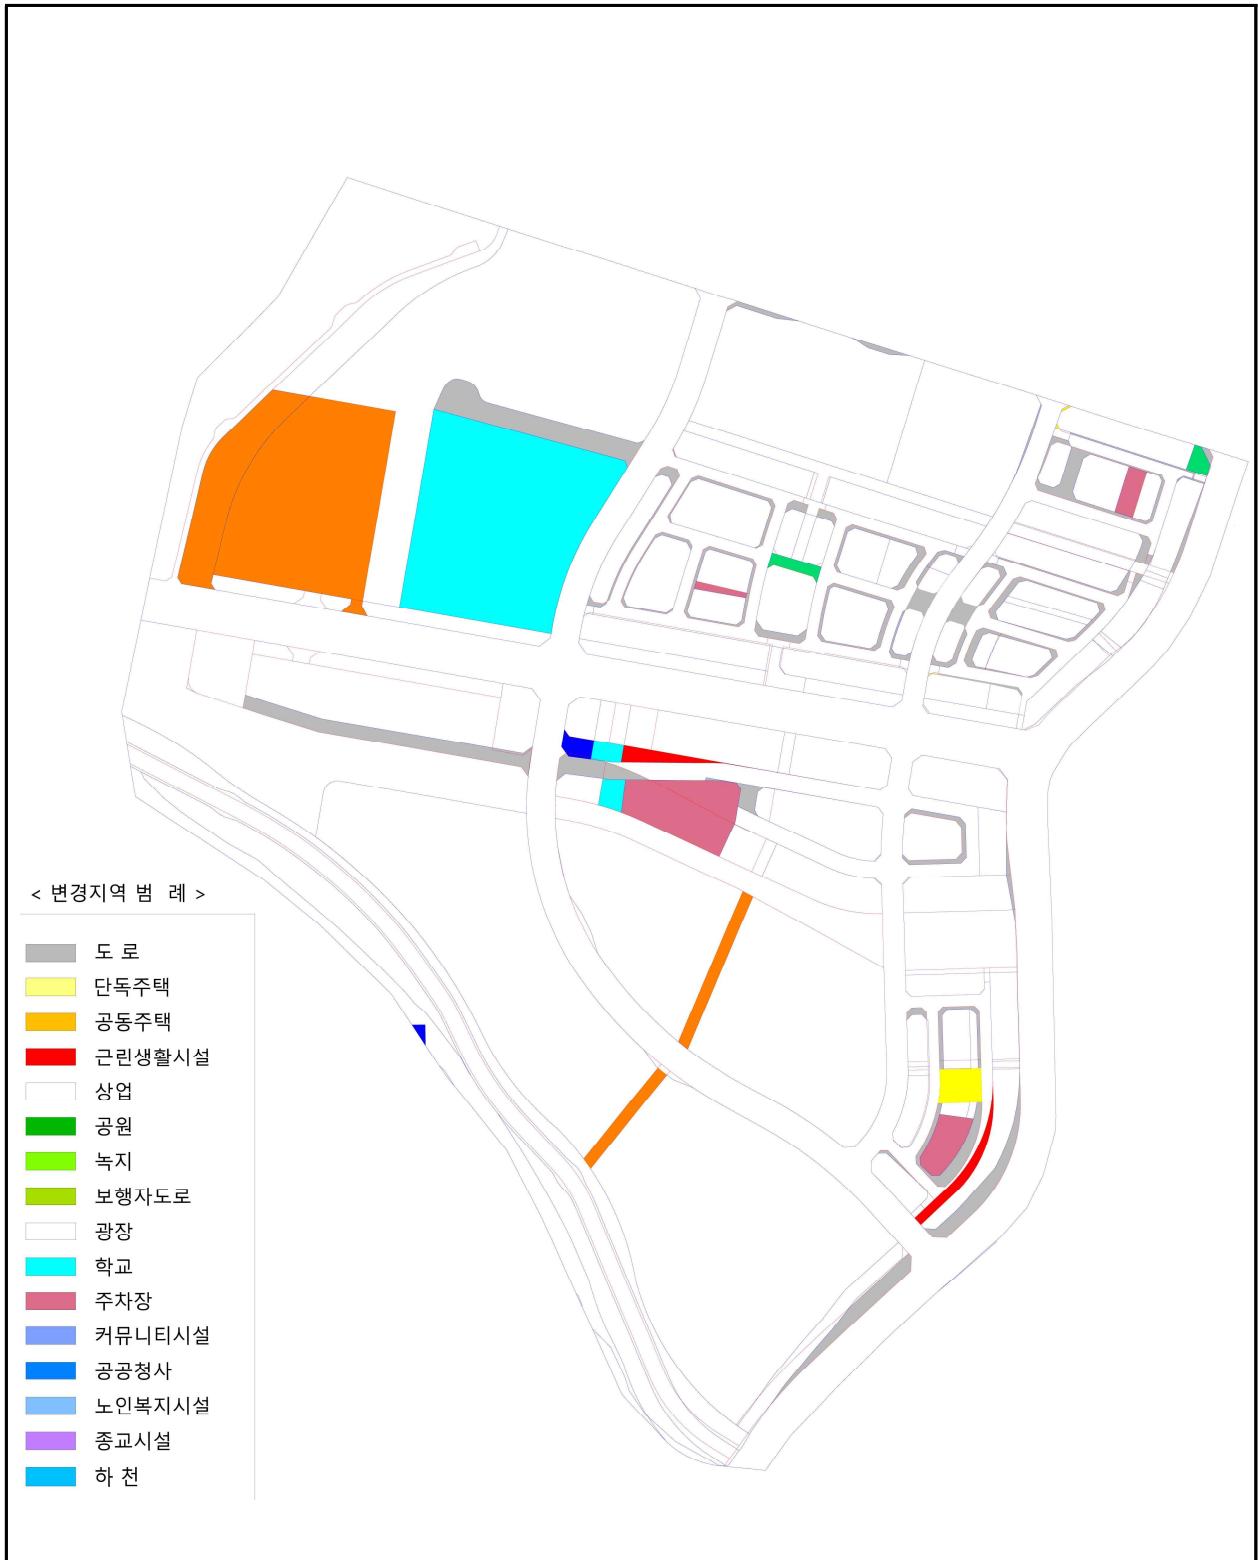 < 변경지역 범 례 >
도 로
단독주택
공동주택
근린생활시설
상업
공원
녹지
보행자도로
광장
학교
주차장
커뮤니티시설
공공청사
노인복지시설
종교시설
하 천